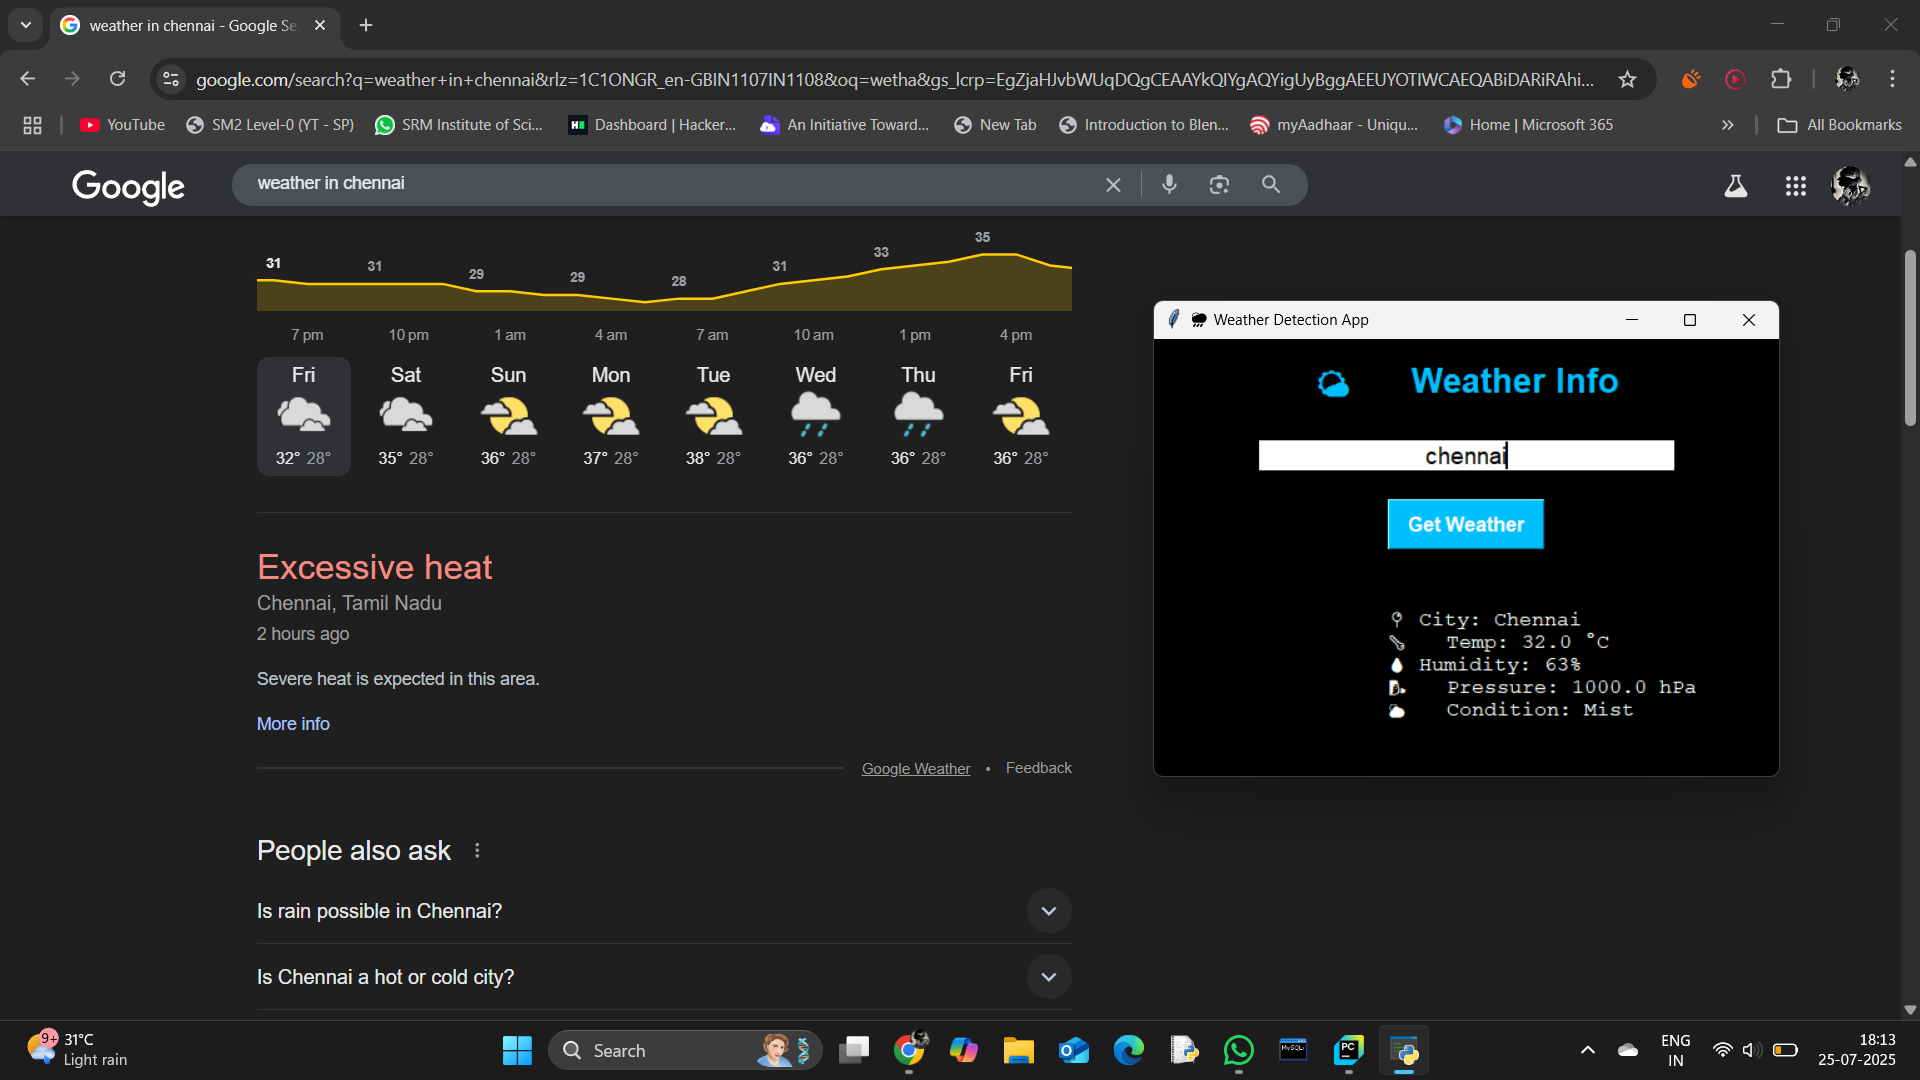 weather in chennai - Google Se
google.com/search?q=weather+in+chennai&rlz=1C1ONGR_en-GBIN1107IN1108&oq=wetha&gs_lcrp=EgZjaHJvbWUqDQgCEAAYkQIYgAQYigUyBggAEEUYOTIWCAEQABiDARiRAhi...
YouTube SM2 Level-0 (YT - SP) SRM Institute of Sci... Dashboard | Hacker... An Initiative Toward... New Tab Introduction to Blen... myAadhaar - Uniqu... Home | Microsoft 365 » All Bookmarks
Google weather in chennai
31 31 29 29 28 31 33 35
7 pm 10 pm 1 am 4 am 7 am 10 am 1 pm 4 pm
Fri Sat Sun Mon Tue Wed Thu Fri
32° 28° 35° 28° 36° 28° 37° 28° 38° 28° 36° 28° 36° 28° 36° 28°
Excessive heat
Chennai, Tamil Nadu
2 hours ago
Severe heat is expected in this area.
More info
Google Weather • Feedback
People also ask
Is rain possible in Chennai?
Is Chennai a hot or cold city?
Weather Detection App
Weather Info
chennai
Get Weather
City: Chennai
Temp: 32.0 °C
Humidity: 63%
Pressure: 1000.0 hPa
Condition: Mist
9+ 31°C
Light rain
Search
MySQL
PC
ENG
IN
18:13
25-07-2025